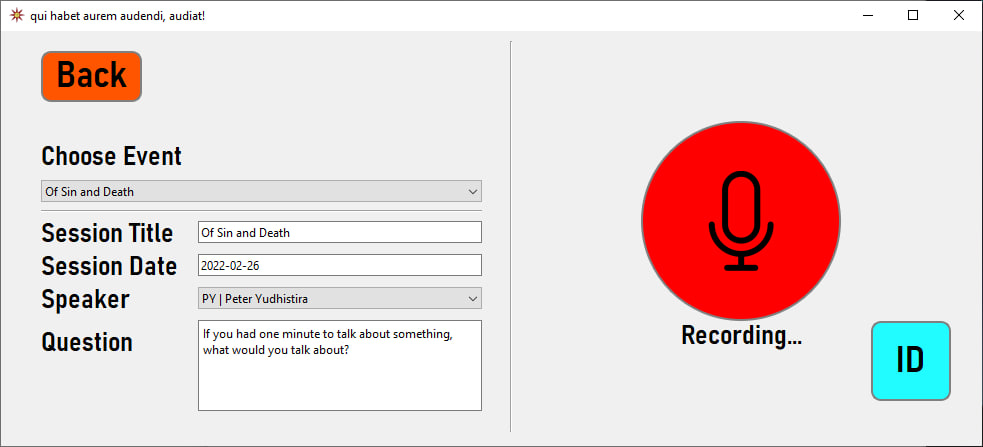 qui habet aurem audendi, audiat!
Back
Choose Event
Of Sin and Death
Session Title
Of Sin and Death
Session Date
2022-02-26
Speaker
PY | Peter Yudhistira
Question
If you had one minute to talk about something,
what would you talk about?
Recording...
ID